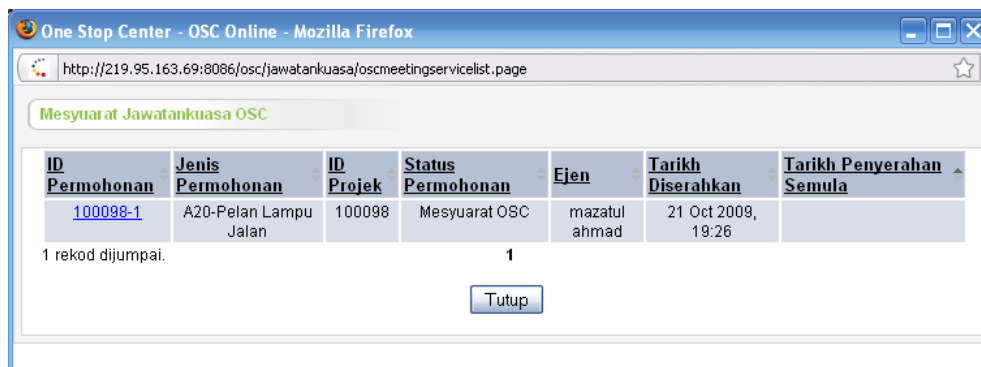 One Stop Center - OSC Online - Mozilla Firefox
http://219.95.163.69:8086/osc/jawatankuasa/oscmeetingservicelist.page
Mesyuarat Jawatankuasa OSC
ID Permohonan Jenis Permohonan ID Projek Status Permohonan Ejen Tarikh Diserahkan Tarikh Penyerahan Semula
100098-1 A20-Pelan Lampu Jalan 100098 Mesyuarat OSC mazatul ahmad 21 Oct 2009, 19:26
1 rekod dijumpai. 1
Tutup